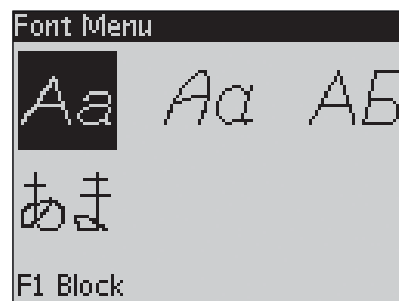 Font Menu
Aa Aa АБ
あま
F1 Block